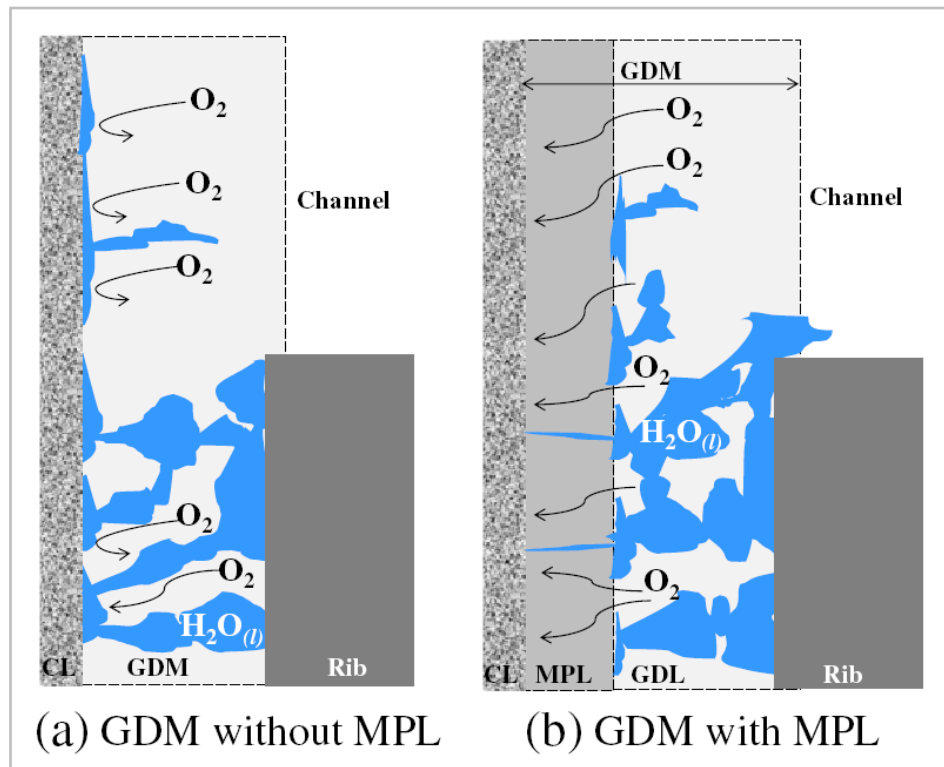 O₂
O₂
O₂
Channel
O₂
O₂
H₂O(l)
CL
GDM
Rib
(a) GDM without MPL
GDM
O₂
O₂
Channel
O₂
H₂O(l)
O₂
CL
MPL
GDL
Rib
(b) GDM with MPL